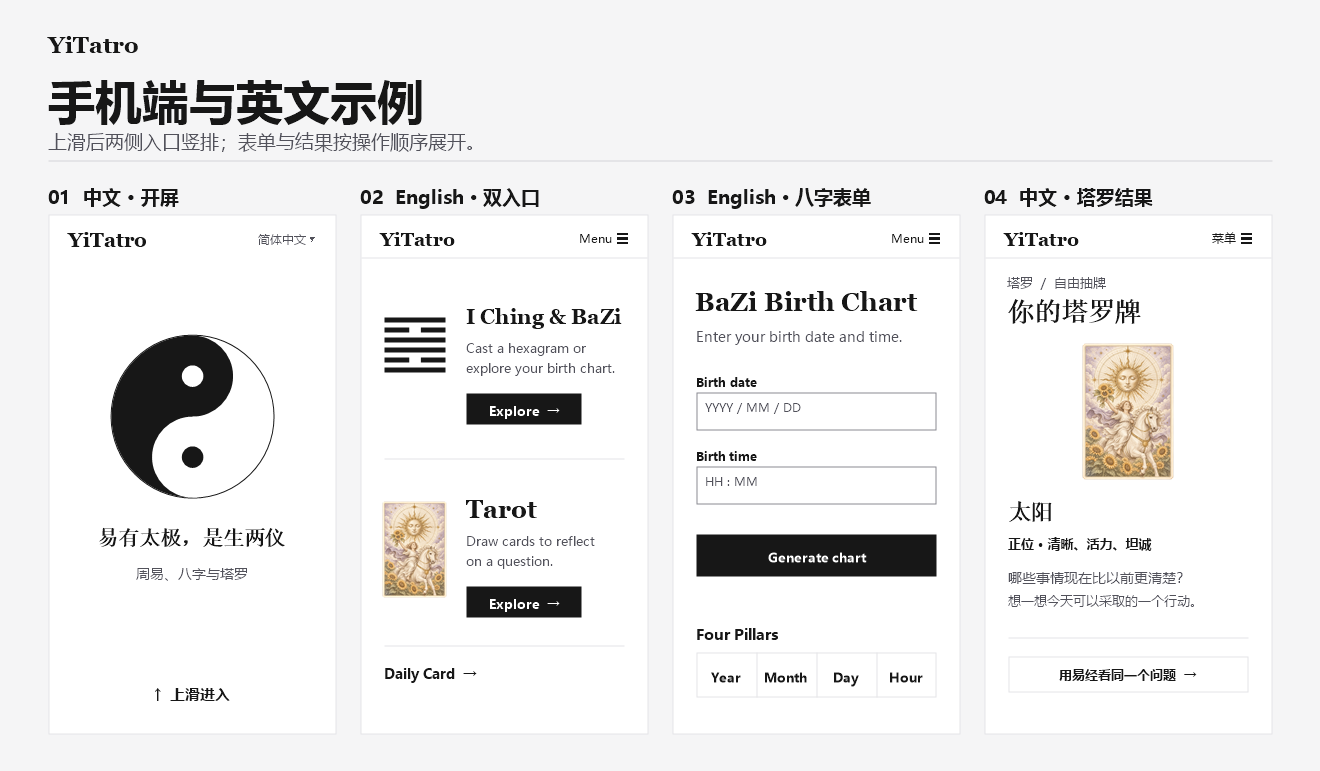 YiTatro
手机端与英文示例
上滑后两侧入口竖排；表单与结果按操作顺序展开。
01 中文·开屏
YiTatro
简体中文 ▾
易有太极，是生两仪
周易、八字与塔罗
↑ 上滑进入
02 English·双入口
YiTatro
Menu
I Ching & BaZi
Cast a hexagram or
explore your birth chart.
Explore →
Tarot
Draw cards to reflect
on a question.
Explore →
Daily Card →
03 English·八字表单
YiTatro
Menu
BaZi Birth Chart
Enter your birth date and time.
Birth date
YYYY / MM / DD
Birth time
HH : MM
Generate chart
Four Pillars
Year Month Day Hour
04 中文·塔罗结果
YiTatro
菜单
塔罗 / 自由抽牌
你的塔罗牌
太阳
正位·清晰、活力、坦诚
哪些事情现在比以前更清楚？
想一想今天可以采取的一个行动。
用易经看同一个问题 →